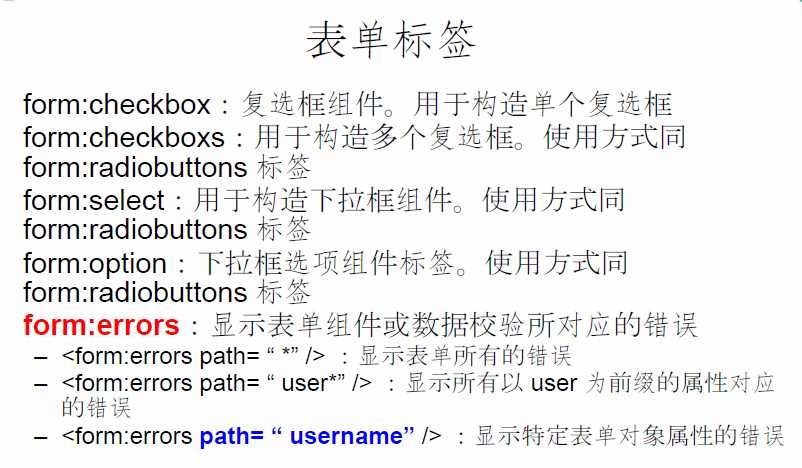 表单标签
form:checkbox：复选框组件。用于构造单个复选框
form:checkboxs：用于构造多个复选框。使用方式同
form:radiobuttons 标签
form:select：用于构造下拉框组件。使用方式同
form:radiobuttons 标签
form:option：下拉框选项组件标签。使用方式同
form:radiobuttons 标签
form:errors：显示表单组件或数据校验所对应的错误
– <form:errors path= “ *” /> ：显示表单所有的错误
– <form:errors path= “ user*” /> ：显示所有以 user 为前缀的属性对应
的错误
– <form:errors path= “ username” /> ：显示特定表单对象属性的错误